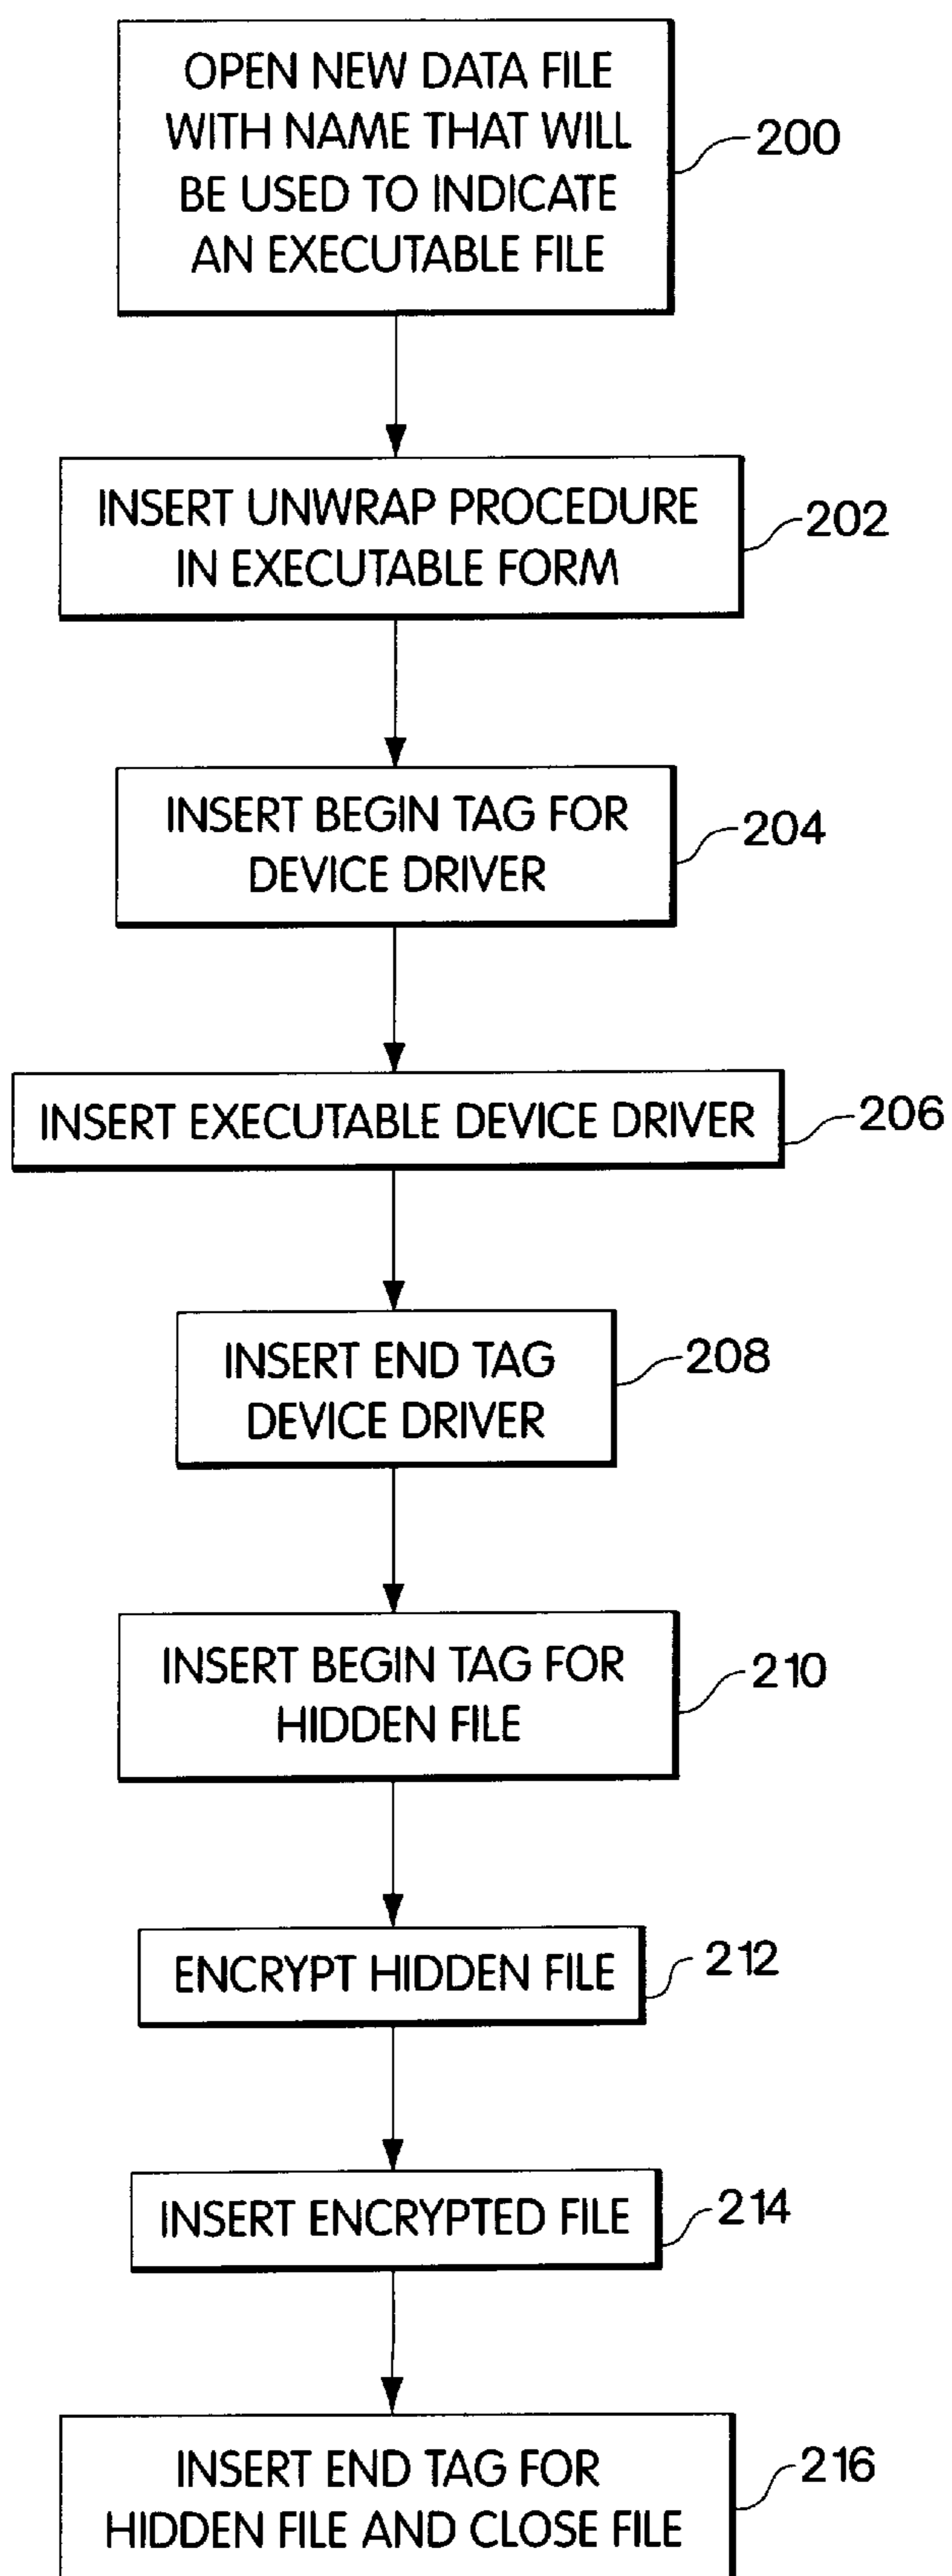 OPEN NEW DATA FILE
WITH NAME THAT WILL
BE USED TO INDICATE
AN EXECUTABLE FILE
200
INSERT UNWRAP PROCEDURE
IN EXECUTABLE FORM
202
INSERT BEGIN TAG FOR
DEVICE DRIVER
204
INSERT EXECUTABLE DEVICE DRIVER
206
INSERT END TAG
DEVICE DRIVER
208
INSERT BEGIN TAG FOR
HIDDEN FILE
210
ENCRYPT HIDDEN FILE
212
INSERT ENCRYPTED FILE
214
INSERT END TAG FOR
HIDDEN FILE AND CLOSE FILE
216